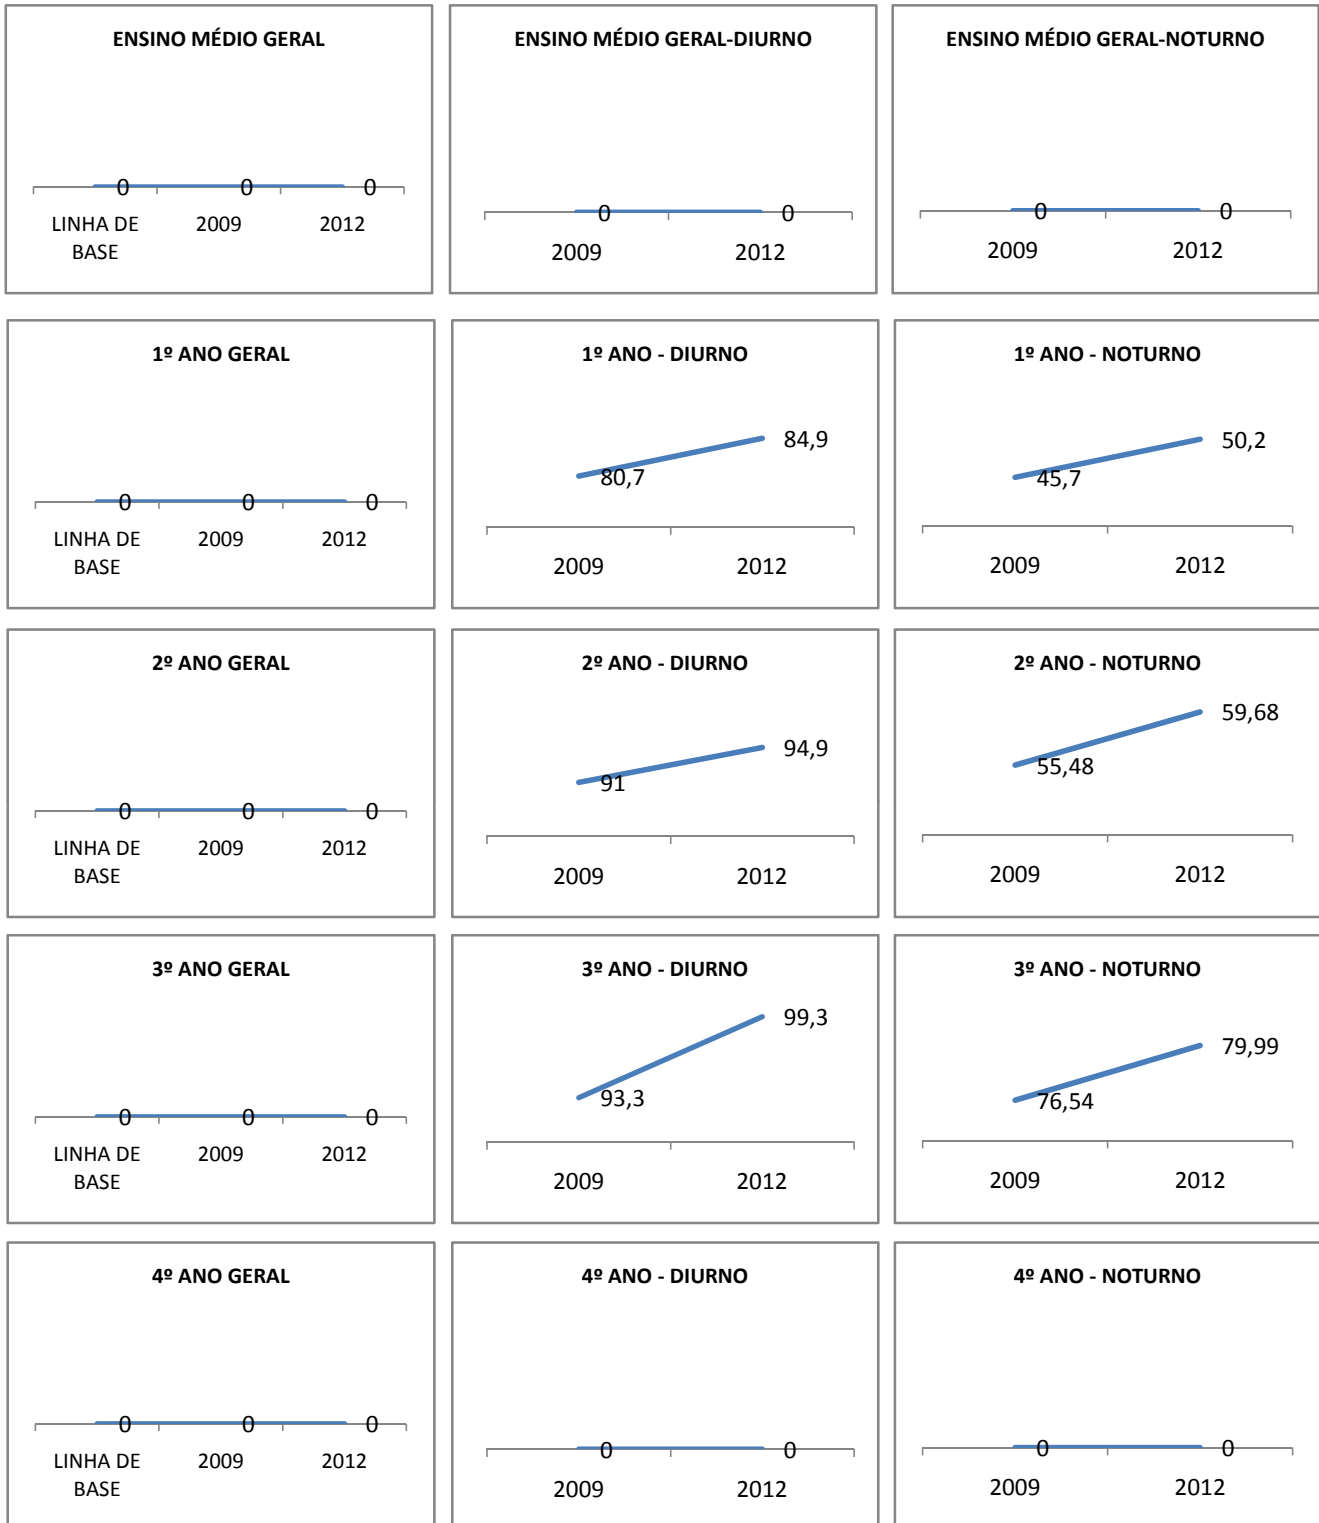 ENSINO MÉDIO GERAL
0 0 0
LINHA DE 2009 2012
BASE
ENSINO MÉDIO GERAL-DIURNO
0 0
2009 2012
ENSINO MÉDIO GERAL-NOTURNO
0 0
2009 2012
1º ANO GERAL
0 0 0
LINHA DE 2009 2012
BASE
1º ANO - DIURNO
84,9
80,7
2009 2012
1º ANO - NOTURNO
50,2
45,7
2009 2012
2º ANO GERAL
0 0 0
LINHA DE 2009 2012
BASE
2º ANO - DIURNO
94,9
91
2009 2012
2º ANO - NOTURNO
59,68
55,48
2009 2012
3º ANO GERAL
0 0 0
LINHA DE 2009 2012
BASE
3º ANO - DIURNO
99,3
93,3
2009 2012
3º ANO - NOTURNO
79,99
76,54
2009 2012
4º ANO GERAL
0 0 0
LINHA DE 2009 2012
BASE
4º ANO - DIURNO
0 0
2009 2012
4º ANO - NOTURNO
0 0
2009 2012